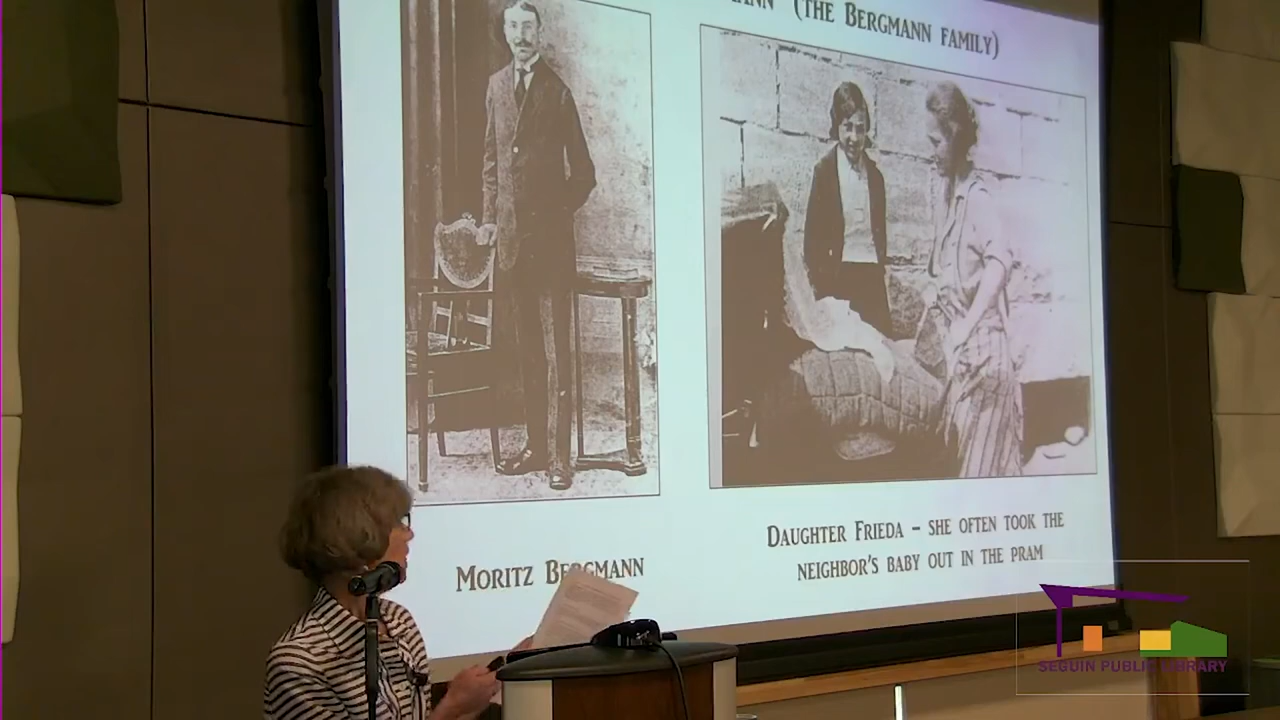 (THE BERGMANN FAMILY)
MORITZ BERGMANN
DAUGHTER FRIEDA – SHE OFTEN TOOK THE
NEIGHBOR'S BABY OUT IN THE PRAM
SEGUIN PUBLIC LIBRARY